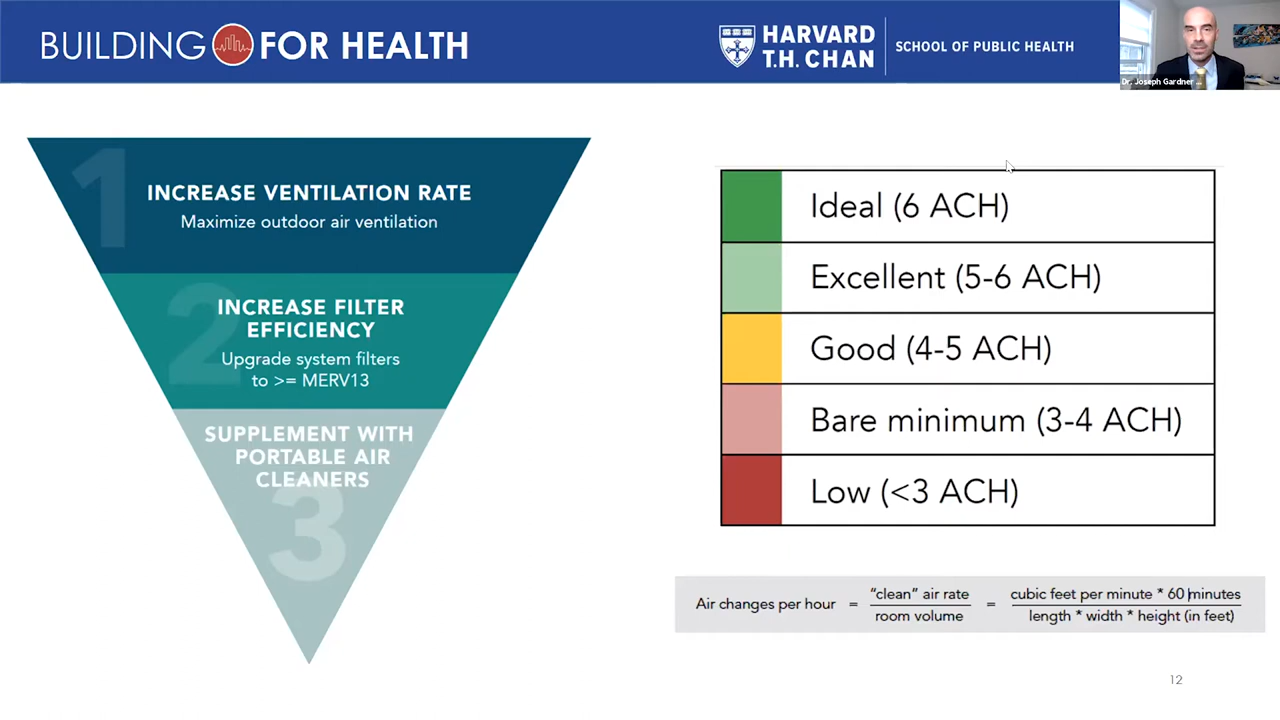 BUILDING FOR HEALTH
HARVARD
T.H. CHAN
SCHOOL OF PUBLIC HEALTH
Dr. Joseph Gardner ...
1
INCREASE VENTILATION RATE
Maximize outdoor air ventilation
2
INCREASE FILTER
EFFICIENCY
Upgrade system filters
to >= MERV13
SUPPLEMENT WITH
PORTABLE AIR
CLEANERS
3
Ideal (6 ACH)
Excellent (5-6 ACH)
Good (4-5 ACH)
Bare minimum (3-4 ACH)
Low (<3 ACH)
Air changes per hour = "clean" air rate = cubic feet per minute * 60 minutes
room volume length * width * height (in feet)
12